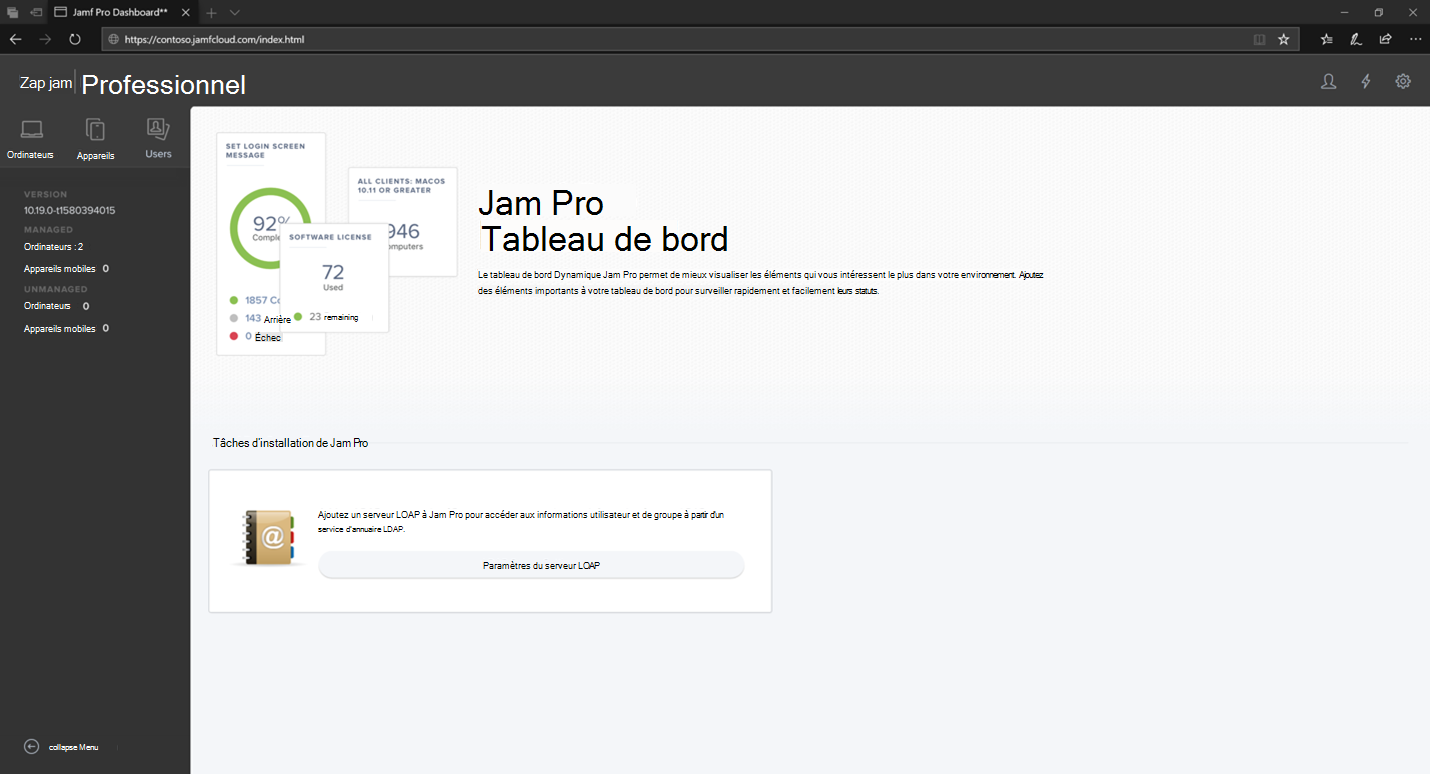 Jamf Pro Dashboard**
https://contoso.jamfcloud.com/index.html
Zap jam Professionnel
Ordinateurs Appareils Users
VERSION
10.19.0-t1580394015
MANAGED
Ordinateurs : 2
Appareils mobiles 0
UNMANAGED
Ordinateurs 0
Appareils mobiles 0
collapse Menu
SET LOGIN SCREEN
MESSAGE
92%
Comple
1857 Co
143 Arrière
0 Échec
ALL CLIENTS: MACOS
10.11 OR GREATER
946
mputers
SOFTWARE LICENSE
72
Used
23 remaining
Jam Pro
Tableau de bord
Le tableau de bord Dynamique Jam Pro permet de mieux visualiser les éléments qui vous intéressent le plus dans votre environnement. Ajoutez
des éléments importants à votre tableau de bord pour surveiller rapidement et facilement leurs statuts.
Tâches d'installation de Jam Pro
Ajoutez un serveur LOAP à Jam Pro pour accéder aux informations utilisateur et de groupe à partir d'un
service d'annuaire LDAP.
Paramètres du serveur LOAP